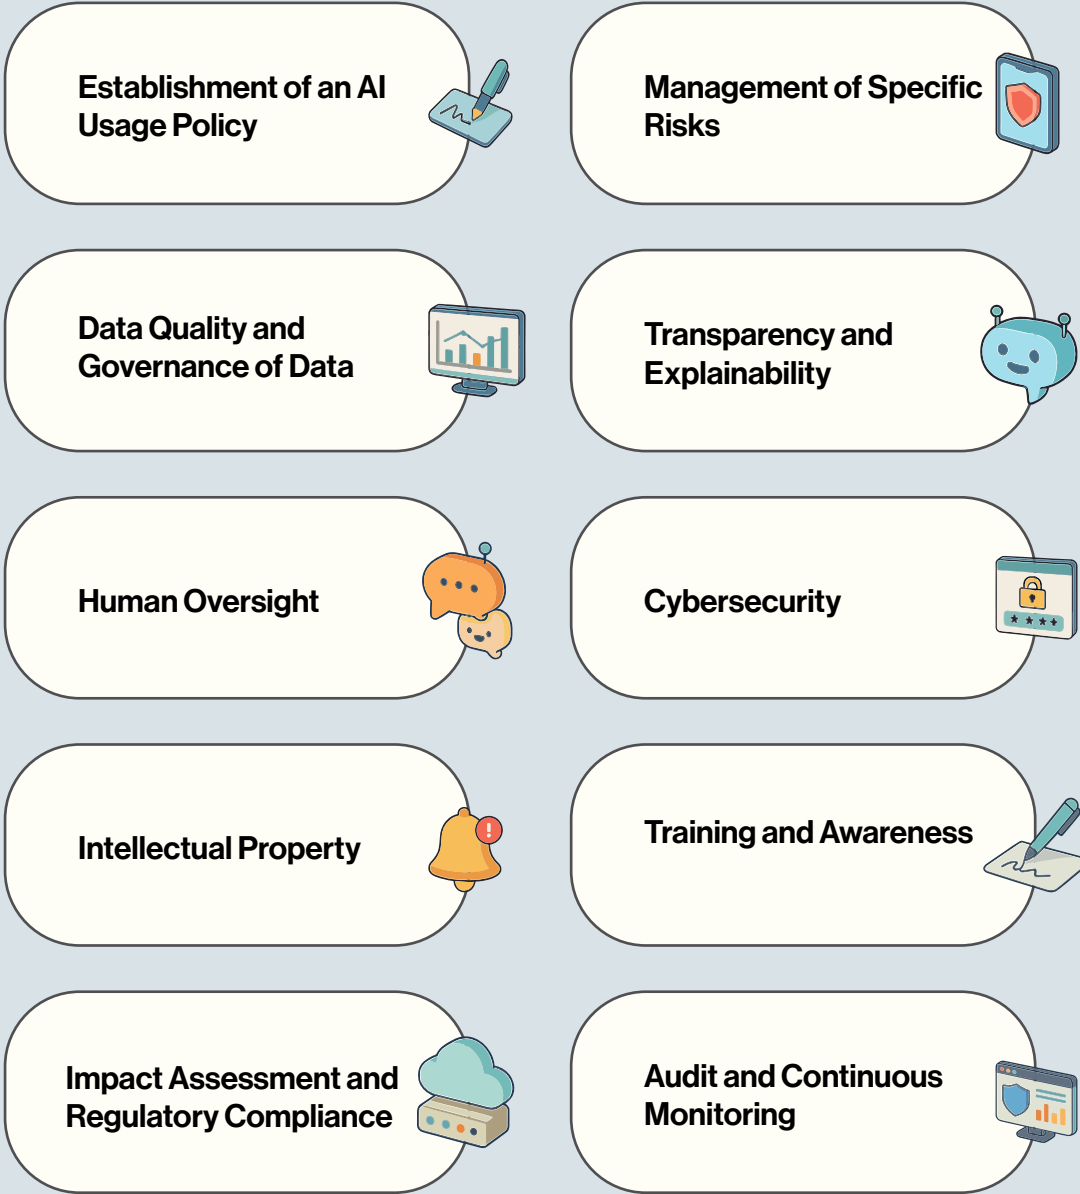 Establishment of an AI
Usage Policy
Management of Specific
Risks
Data Quality and
Governance of Data
Transparency and
Explainability
Human Oversight
Cybersecurity
Intellectual Property
Training and Awareness
Impact Assessment and
Regulatory Compliance
Audit and Continuous
Monitoring